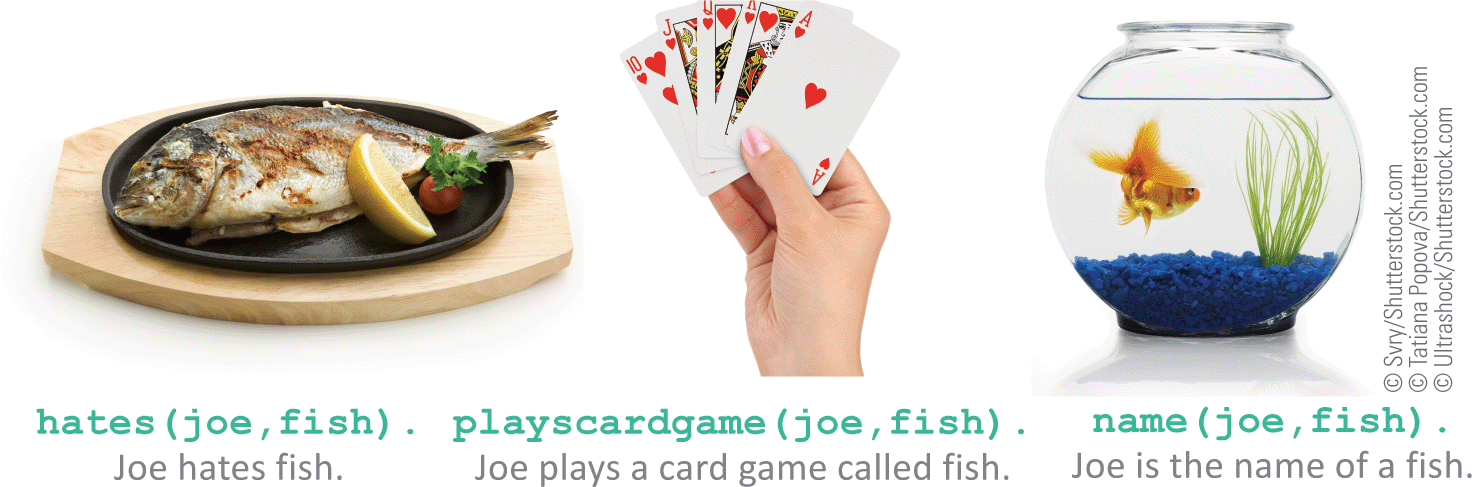 10
J
Q
K
A
A
hates(joe,fish).
Joe hates fish.
playscardgame(joe,fish).
Joe plays a card game called fish.
name(joe,fish).
Joe is the name of a fish.
© Svry/Shutterstock.com
© Tatiana Popova/Shutterstock.com
© Ultrashock/Shutterstock.com